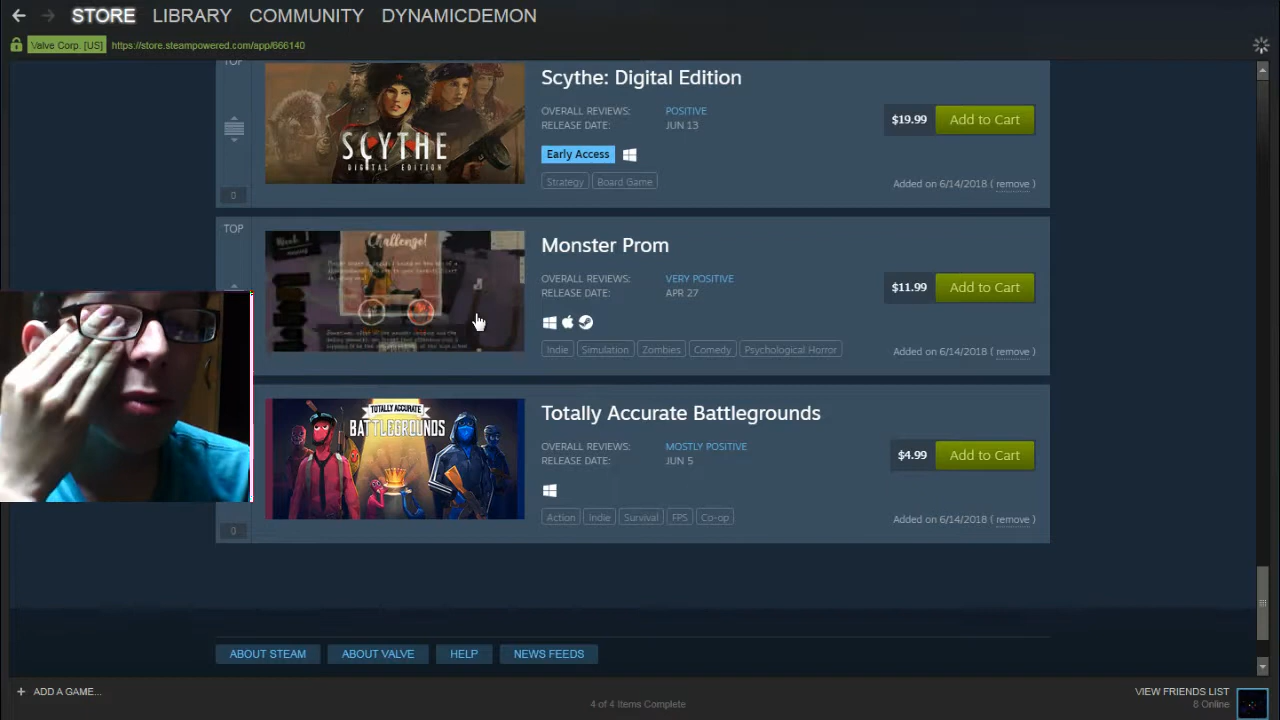 STORE LIBRARY COMMUNITY DYNAMICDEMON
Valve Corp. [US] https://store.steampowered.com/app/666140
TOP
SCYTHE
DIGITAL EDITION
0
Scythe: Digital Edition
OVERALL REVIEWS: POSITIVE
RELEASE DATE: JUN 13
Early Access
Strategy Board Game
$19.99 Add to Cart
Added on 6/14/2018 ( remove )
TOP
Challenge!
Monster Prom
OVERALL REVIEWS: VERY POSITIVE
RELEASE DATE: APR 27
Indie Simulation Zombies Comedy Psychological Horror
$11.99 Add to Cart
Added on 6/14/2018 ( remove )
TOTALLY ACCURATE
BATTLEGROUNDS
0
Totally Accurate Battlegrounds
OVERALL REVIEWS: MOSTLY POSITIVE
RELEASE DATE: JUN 5
Action Indie Survival FPS Co-op
$4.99 Add to Cart
Added on 6/14/2018 ( remove )
ABOUT STEAM ABOUT VALVE HELP NEWS FEEDS
+ ADD A GAME...
4 of 4 Items Complete
VIEW FRIENDS LIST
8 Online